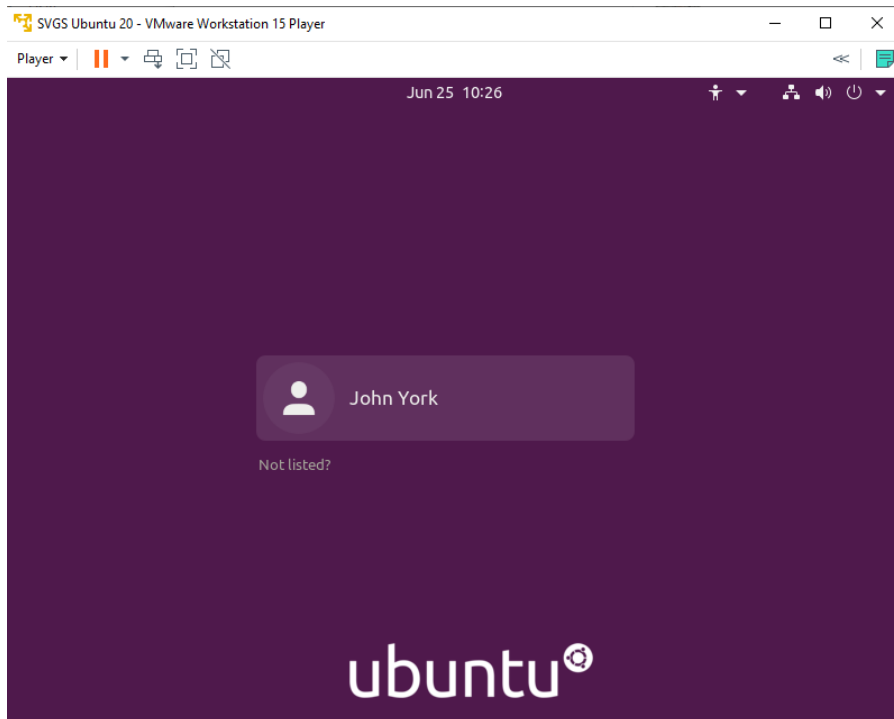 SVGS Ubuntu 20 - VMware Workstation 15 Player
Player
Jun 25 10:26
John York
Not listed?
ubuntu